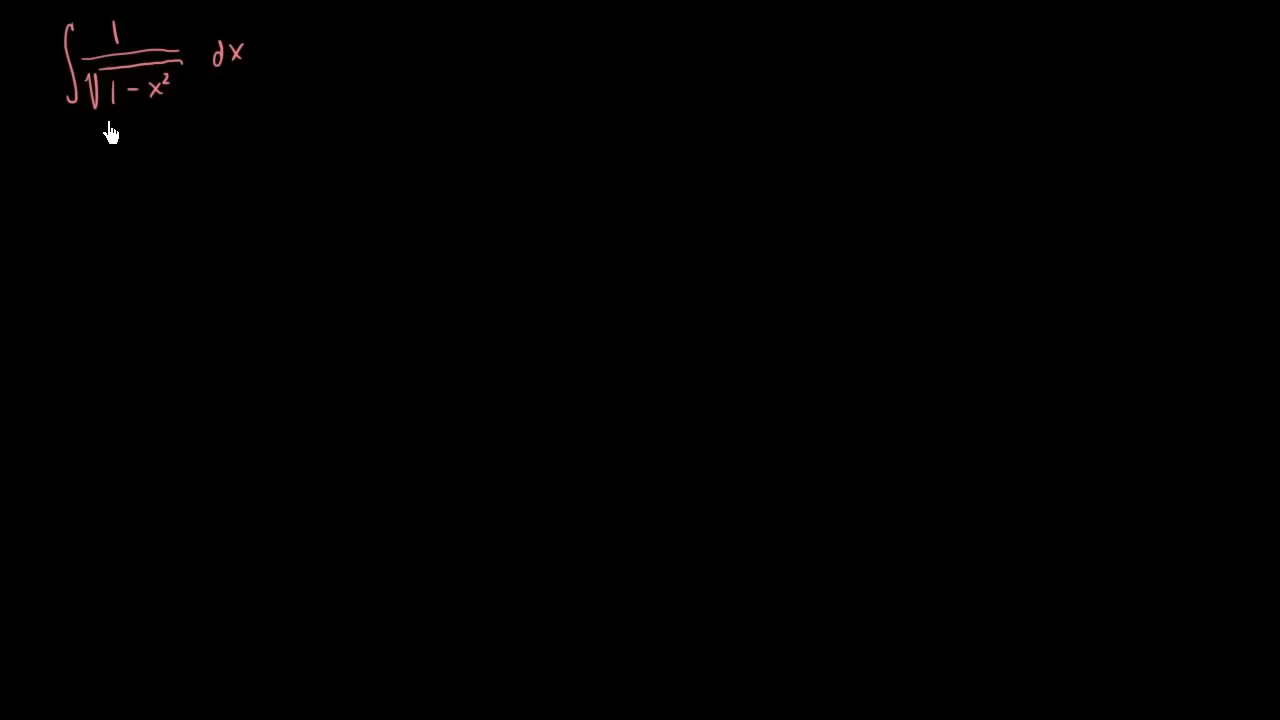 ∫ 1/√(1 - x²) dx